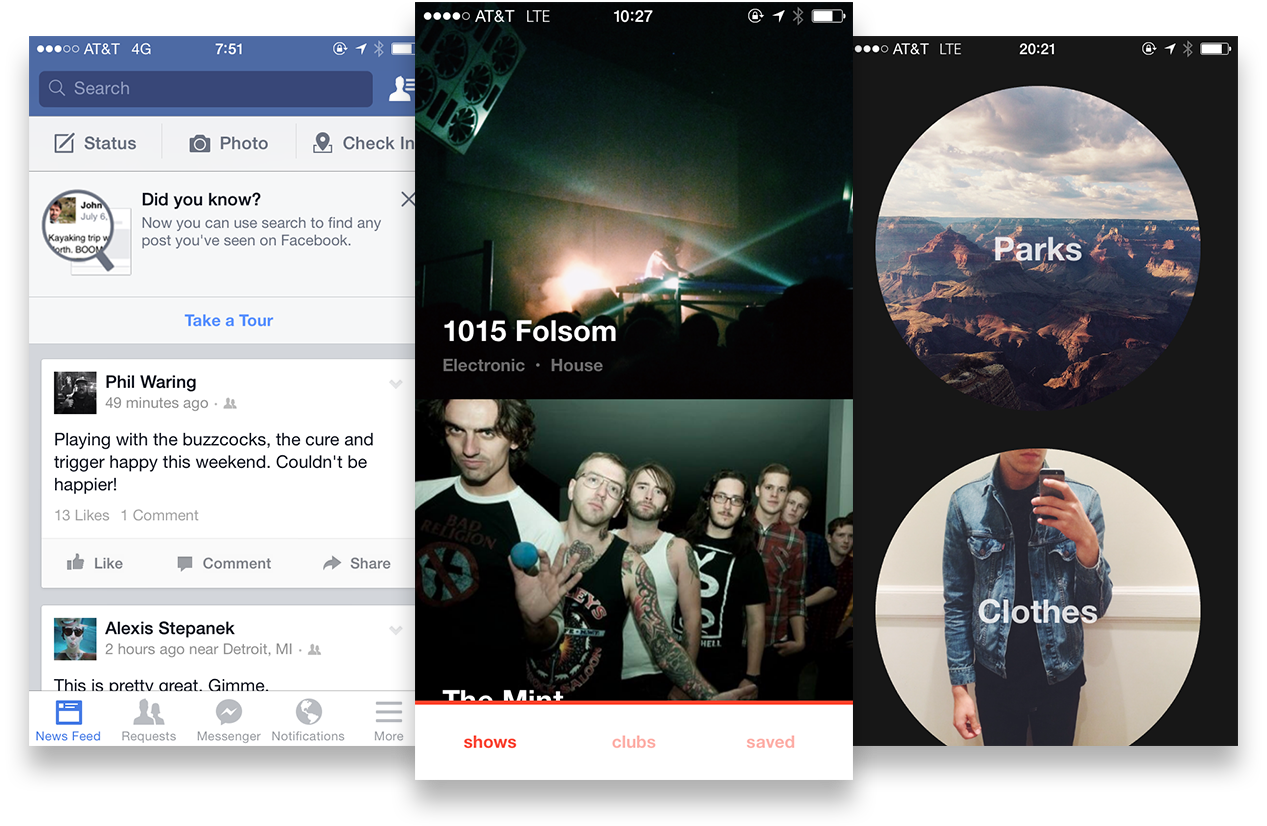 AT&T 4G 7:51
Search
Status Photo Check In
John
July 6,
Kayaking trip w
orth. BOOM
Did you know?
Now you can use search to find any
post you've seen on Facebook.
Take a Tour
Phil Waring
49 minutes ago ·
Playing with the buzzcocks, the cure and
trigger happy this weekend. Couldn't be
happier!
13 Likes 1 Comment
Like Comment Share
Alexis Stepanek
2 hours ago near Detroit, MI ·
This is pretty great. Gimme.
News Feed Requests Messenger Notifications More
AT&T LTE 10:27
1015 Folsom
Electronic · House
BAD
RELIGION
The Mint
shows clubs saved
AT&T LTE 20:21
Parks
Clothes